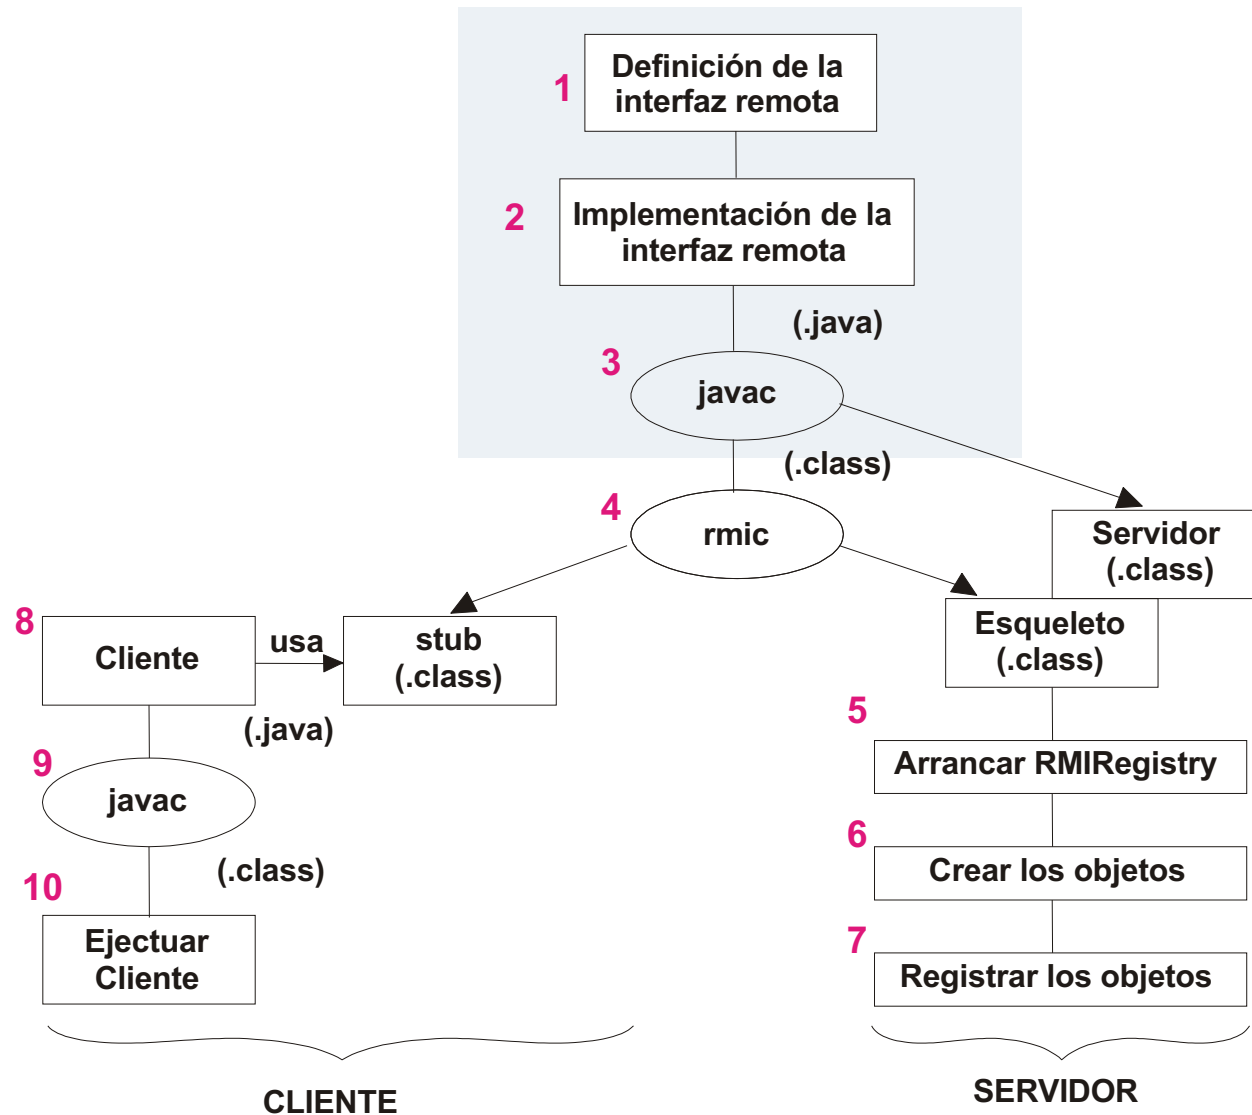 1
Definición de la
interfaz remota
2
Implementación de la
interfaz remota
(.java)
3
javac
(.class)
4
rmic
Servidor
(.class)
8
Cliente
usa
stub
(.class)
Esqueleto
(.class)
(.java)
5
Arrancar RMIRegistry
9
javac
6
Crear los objetos
(.class)
10
Ejectuar
Cliente
7
Registrar los objetos
CLIENTE
SERVIDOR